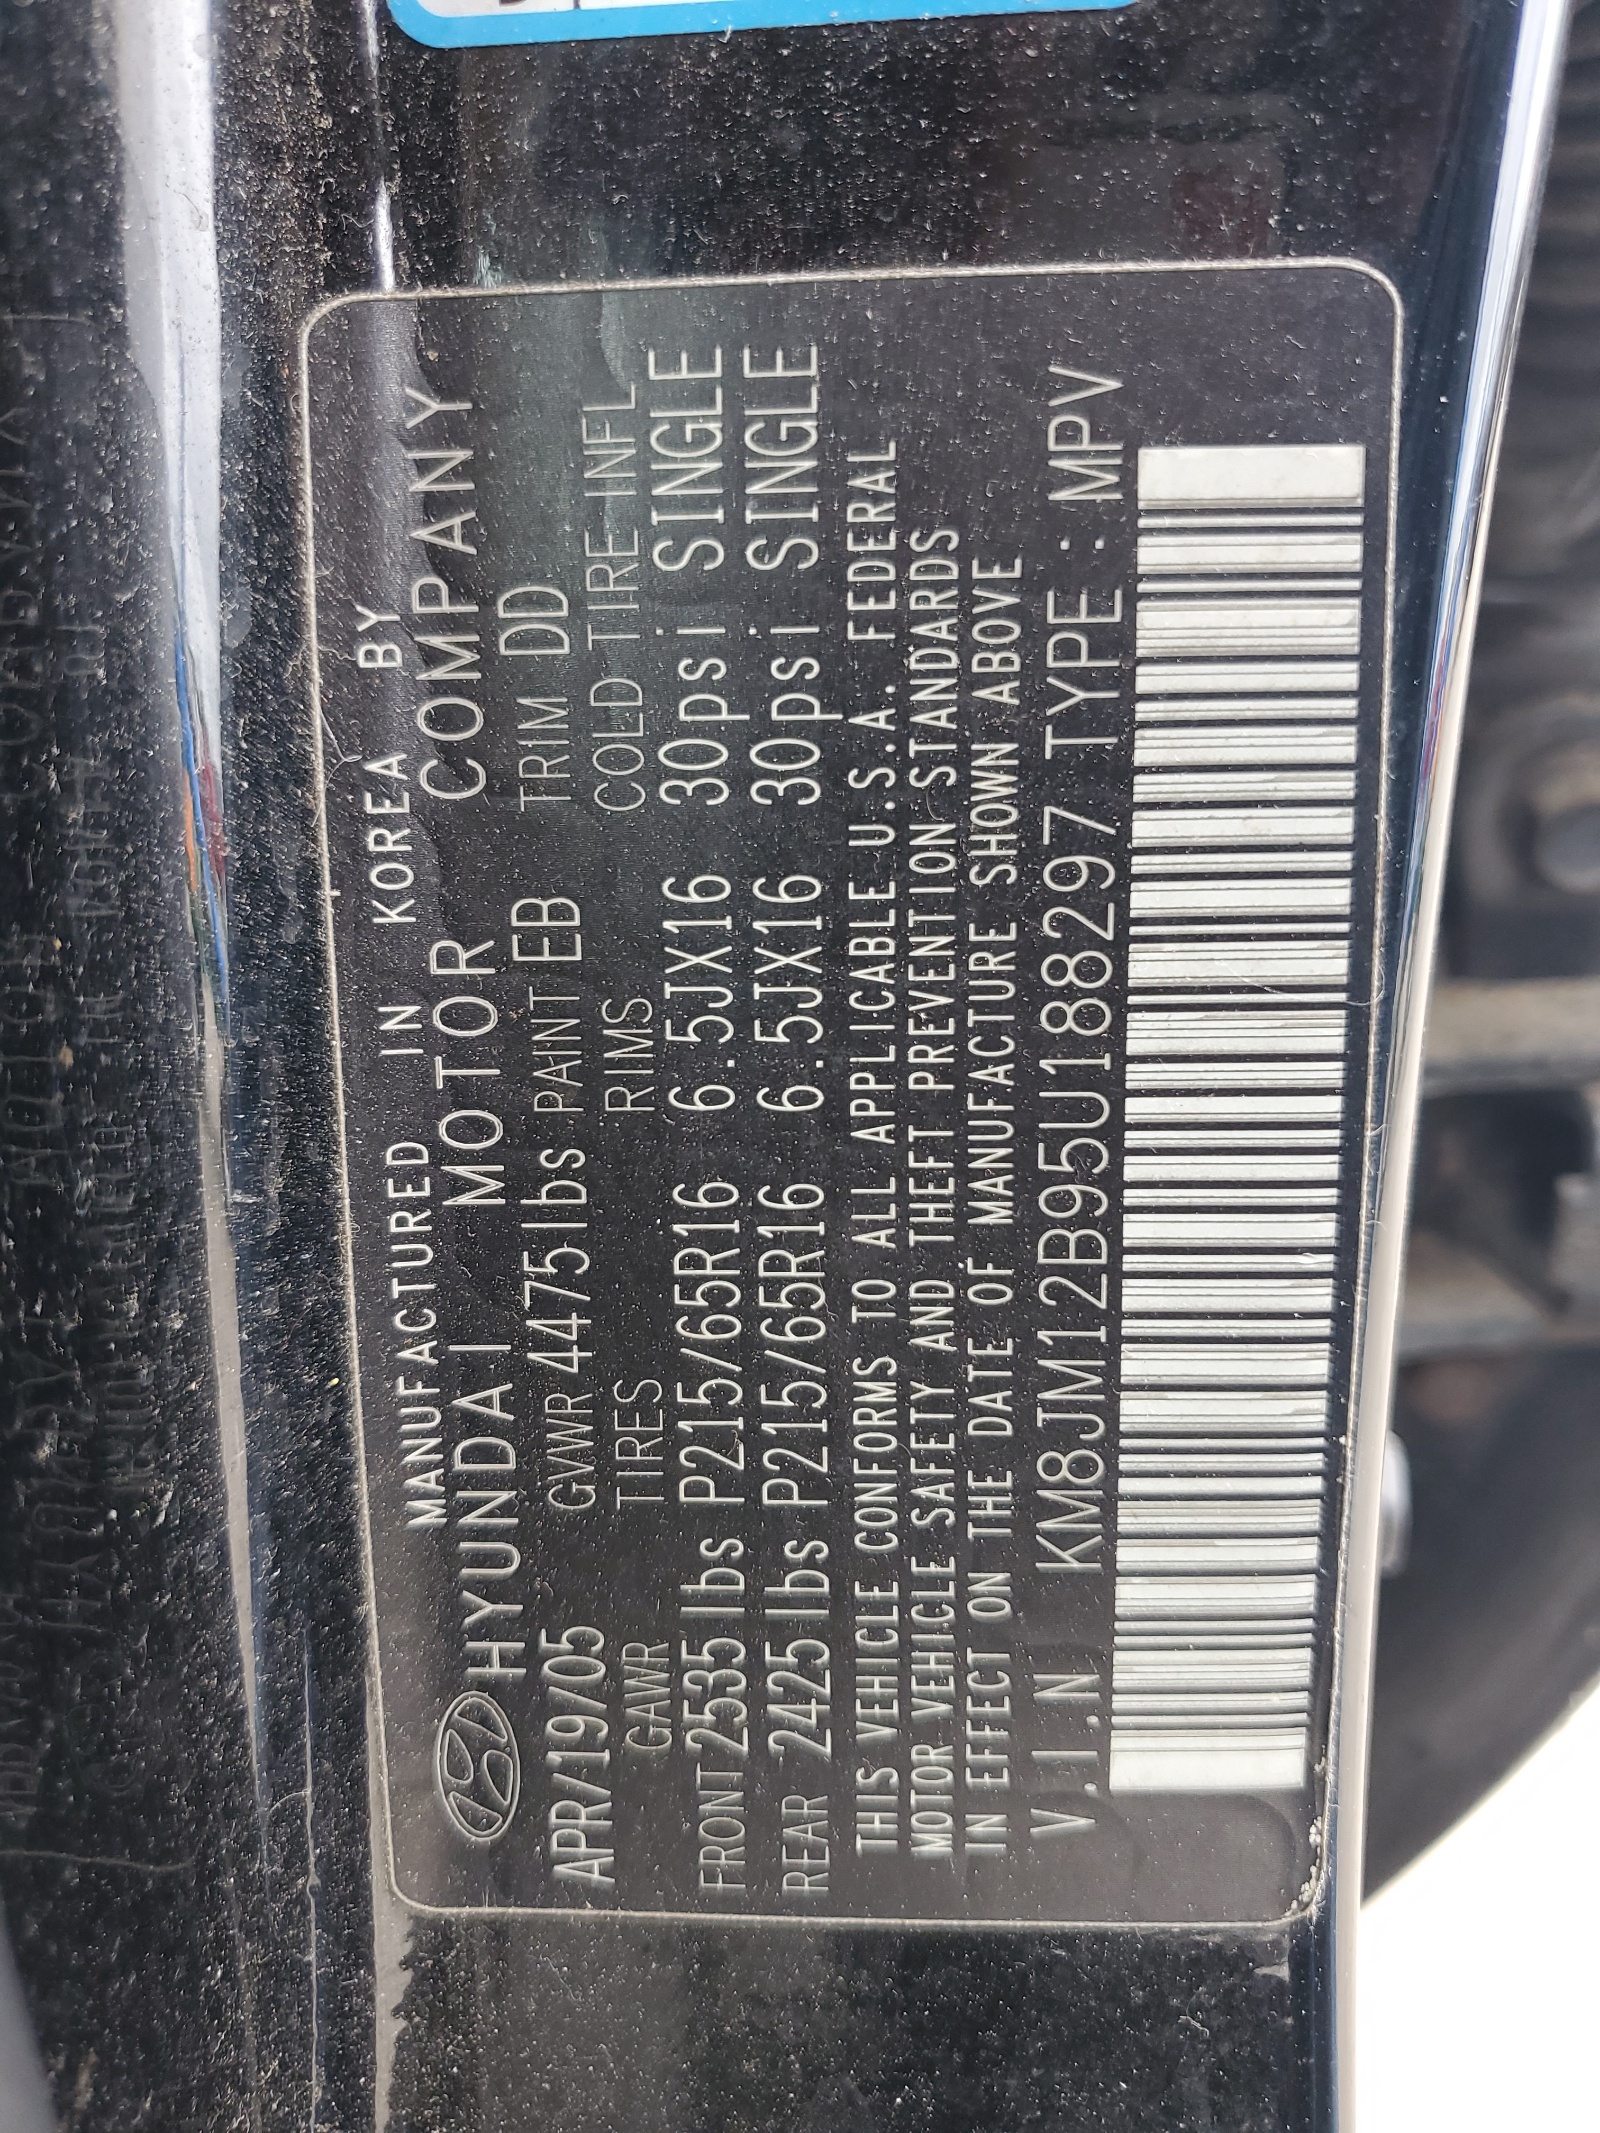 MANUFACTURED IN KOREA BY
HYUNDAI MOTOR COMPANY
APR/19/05 GVWR 4475lbs PAINT EB TRIM DD
GAWR TIRES RIMS COLD TIRE-INFL
FRONT 2535lbs P215/65R16 6.5JX16 30psi SINGLE
REAR 2425lbs P215/65R16 6.5JX16 30psi SINGLE
THIS VEHICLE CONFORMS TO ALL APPLICABLE U.S.A. FEDERAL
MOTOR VEHICLE SAFETY AND THEFT PREVENTION STANDARDS
IN EFFECT ON THE DATE OF MANUFACTURE SHOWN ABOVE
V.I.N KM8JM12B95U188297 TYPE : MPV